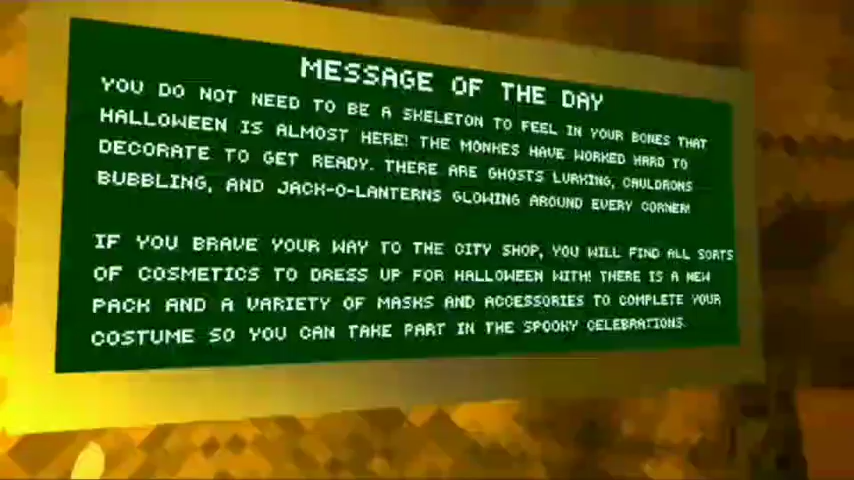 MESSAGE OF THE DAY
YOU DO NOT NEED TO BE A SKELETON TO FEEL IN YOUR BONES THAT
HALLOWEEN IS ALMOST HERE! THE MONKES HAVE WORKED HARD TO
DECORATE TO GET READY. THERE ARE GHOSTS LURKING, CAULDRONS
BUBBLING, AND JACK-O-LANTERNS GLOWING AROUND EVERY CORNER!
IF YOU BRAVE YOUR WAY TO THE CITY SHOP, YOU WILL FIND ALL SORTS
OF COSMETICS TO DRESS UP FOR HALLOWEEN WITH! THERE IS A NEW
PACK AND A VARIETY OF MASKS AND ACCESSORIES TO COMPLETE YOUR
COSTUME SO YOU CAN TAKE PART IN THE SPOOKY CELEBRATIONS.